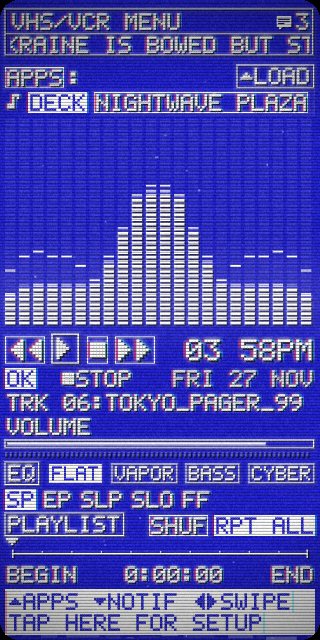 VHS/VCR MENU 3
KRAINE IS BOWED BUT ST
APPS: LOAD
DECK NIGHTWAVE PLAZA
03 58PM
OK STOP FRI 27 NOV
TRK 06:TOKYO_PAGER_99
VOLUME
EQ FLAT VAPOR BASS CYBER
SP EP SLP SLO FF
PLAYLIST SHUF RPT ALL
BEGIN 0:00:00 END
APPS NOTIF SWIPE
TAP HERE FOR SETUP